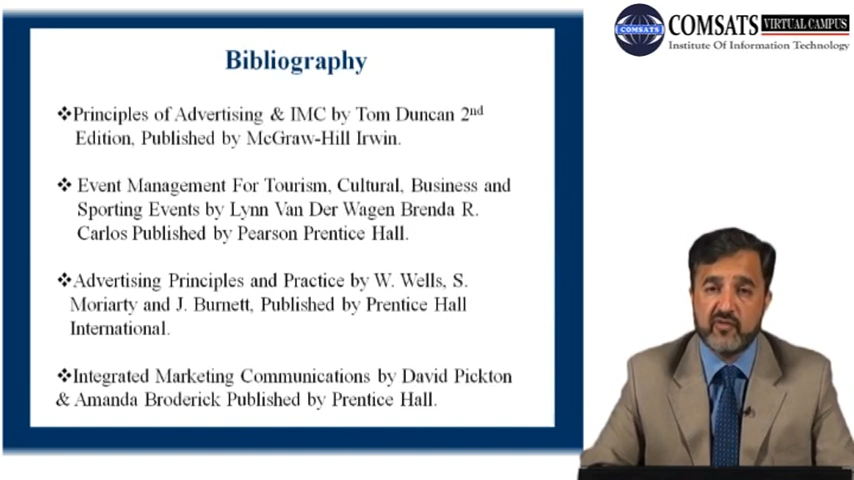 Bibliography
❖Principles of Advertising & IMC by Tom Duncan 2nd
Edition, Published by McGraw-Hill Irwin.
❖ Event Management For Tourism, Cultural, Business and
Sporting Events by Lynn Van Der Wagen Brenda R.
Carlos Published by Pearson Prentice Hall.
❖Advertising Principles and Practice by W. Wells, S.
Moriarty and J. Burnett, Published by Prentice Hall
International.
❖Integrated Marketing Communications by David Pickton
& Amanda Broderick Published by Prentice Hall.
COMSATS
COMSATS VIRTUAL CAMPUS
Institute Of Information Technology